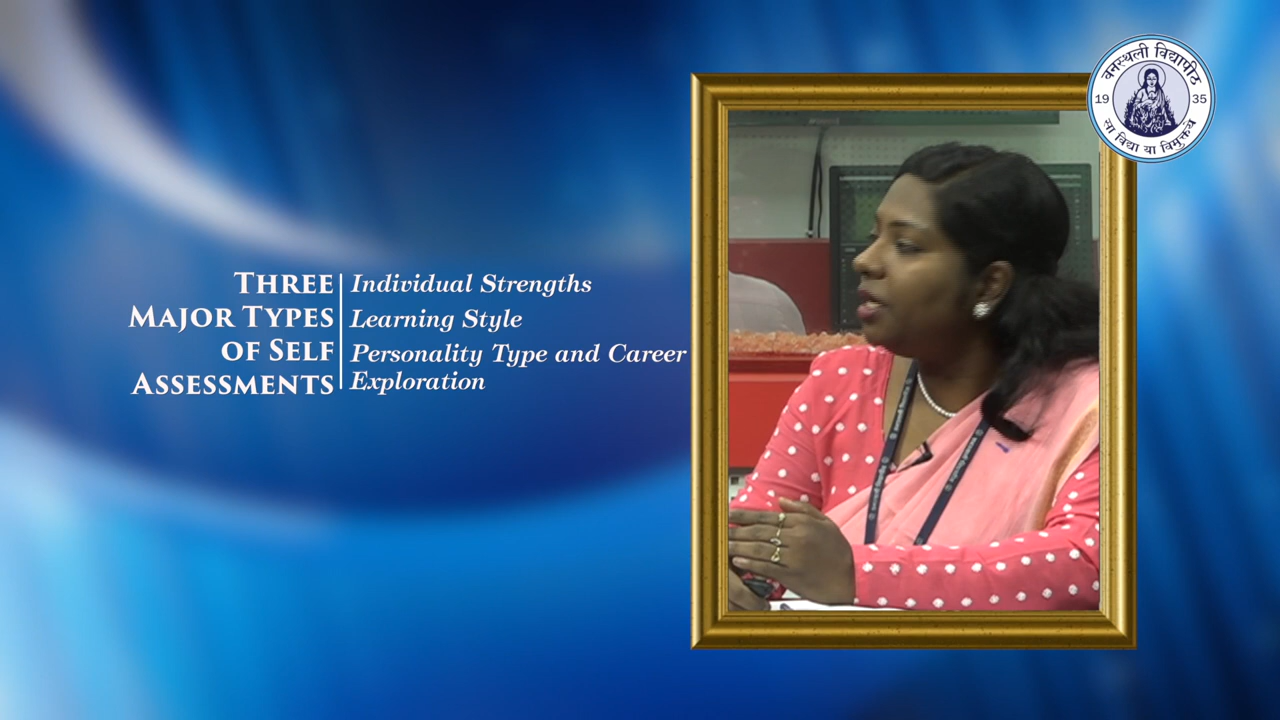 THREE
MAJOR TYPES
OF SELF
ASSESSMENTS
Individual Strengths
Learning Style
Personality Type and Career
Exploration
वनस्थली विद्यापीठ
19 35
सा विद्या या विमुक्तये